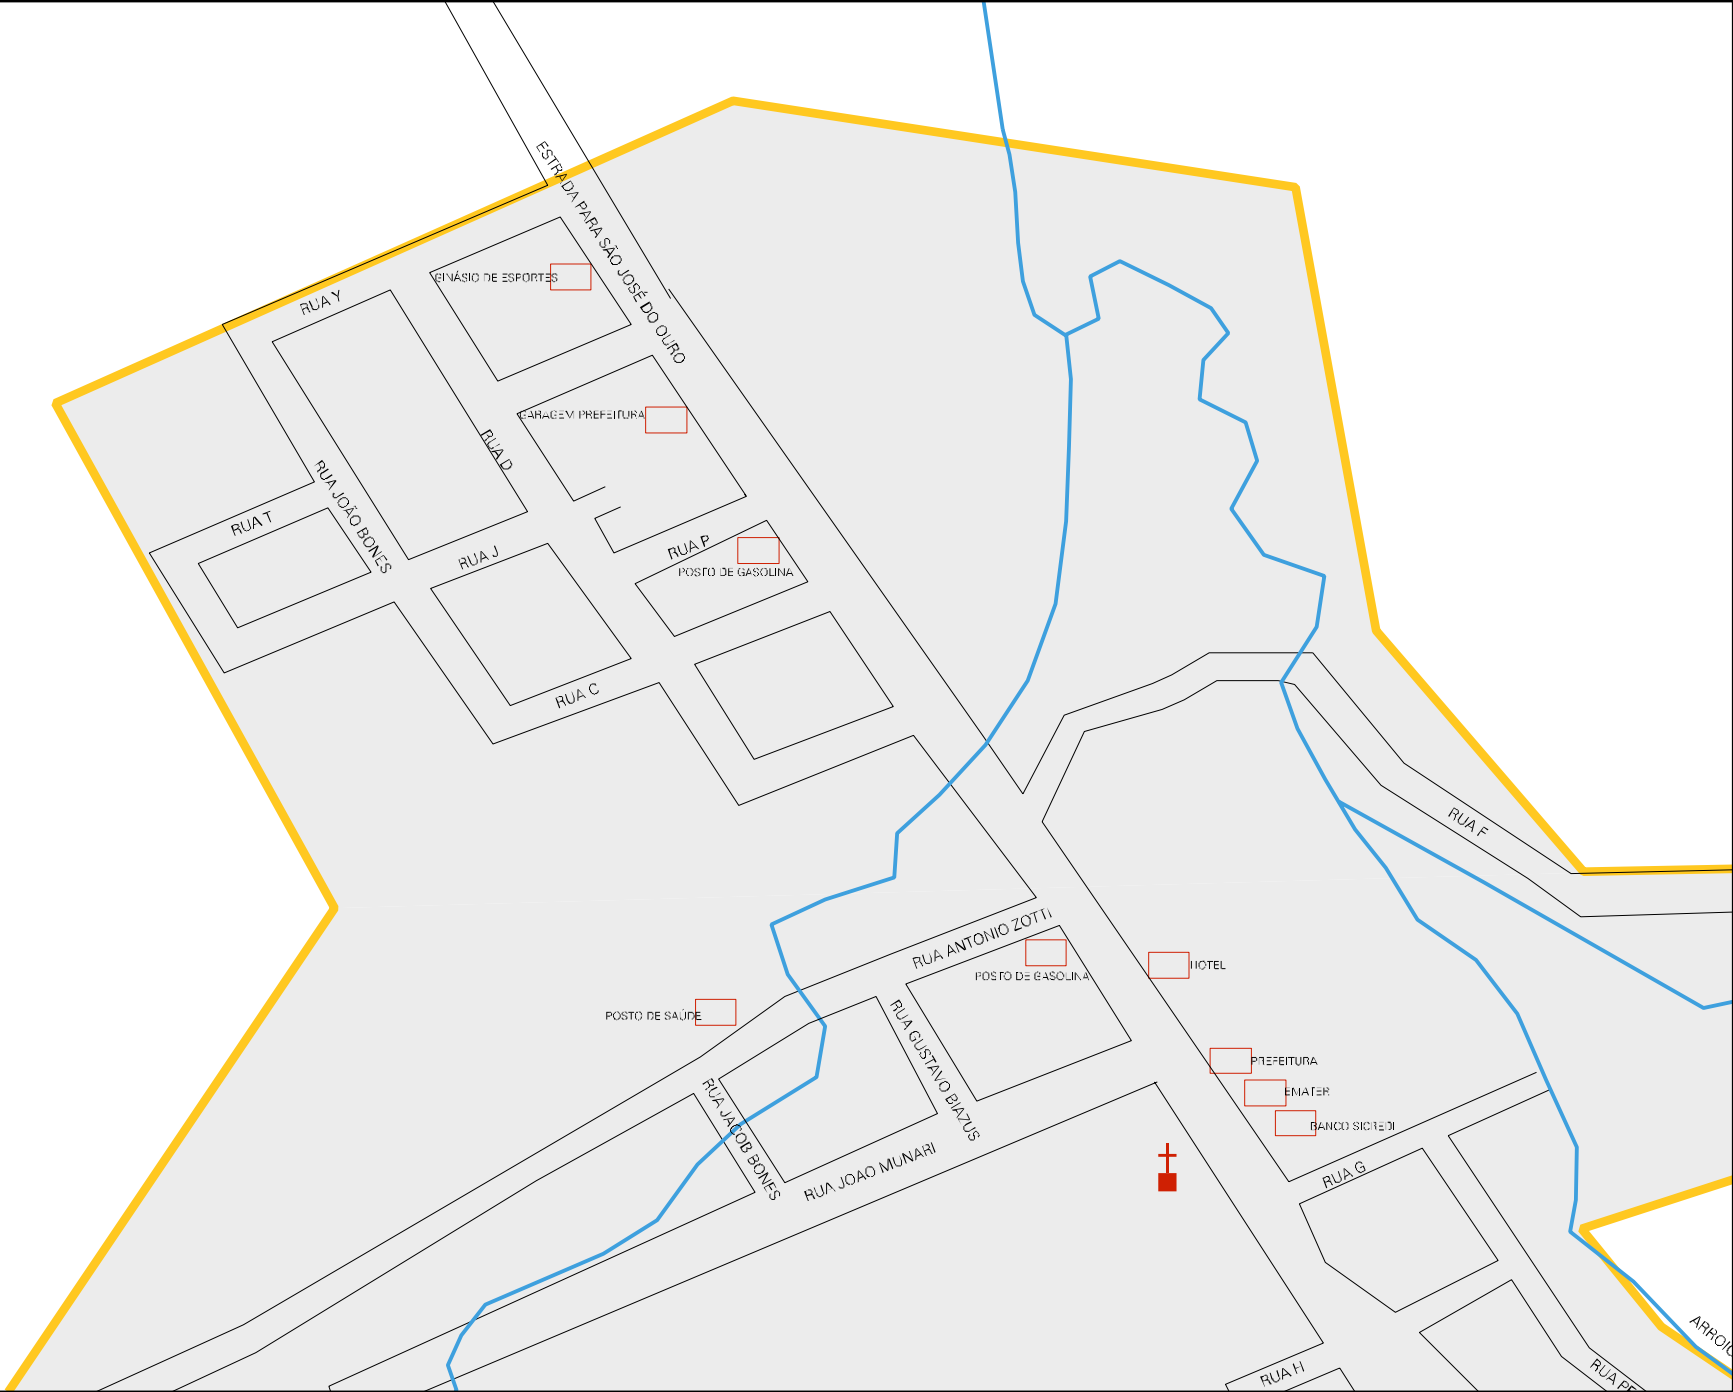 ESTRADA PARA SÃO JOSÉ DO OURO
GINÁSIO DE ESPORTES
RUA Y
GARAGEM PREFEITURA
RUA D
RUA JOÃO BONES
RUA T
RUA J
RUA P
POSTO DE GASOLINA
RUA C
RUA F
RUA ANTONIO ZOTTI
POSTO DE GASOLINA
HOTEL
POSTO DE SAÚDE
RUA GUSTAVO BIAZUS
PREFEITURA
EMATER
BANCO SICREDI
RUA JACOB BONES
RUA JOAO MUNARI
RUA G
ARROIO
RUA H
RUA